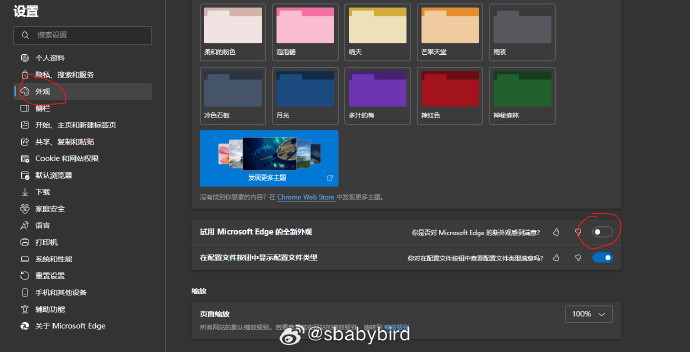 设置
搜索设置
个人资料
隐私、搜索和服务
外观
侧栏
开始、主页和新建标签页
共享、复制和粘贴
Cookie 和网站权限
默认浏览器
下载
家庭安全
语言
打印机
系统和性能
重置设置
手机和其他设备
辅助功能
关于 Microsoft Edge
柔和的粉色
泡泡糖
晴天
芒果天堂
雨夜
冷色石板
月光
多汁的梅
辣红色
神秘森林
发现更多主题
没有找到你想要的内容? 在 Chrome Web Store 中发现更多主题。
试用 Microsoft Edge 的全新外观
你是否对 Microsoft Edge 的新外观感到满意?
在配置文件按钮中显示配置文件类型
你对在配置文件按钮中查看配置文件类型满意吗?
缩放
页面缩放
100%
所有网站的默认缩放级别。
@sbabybird